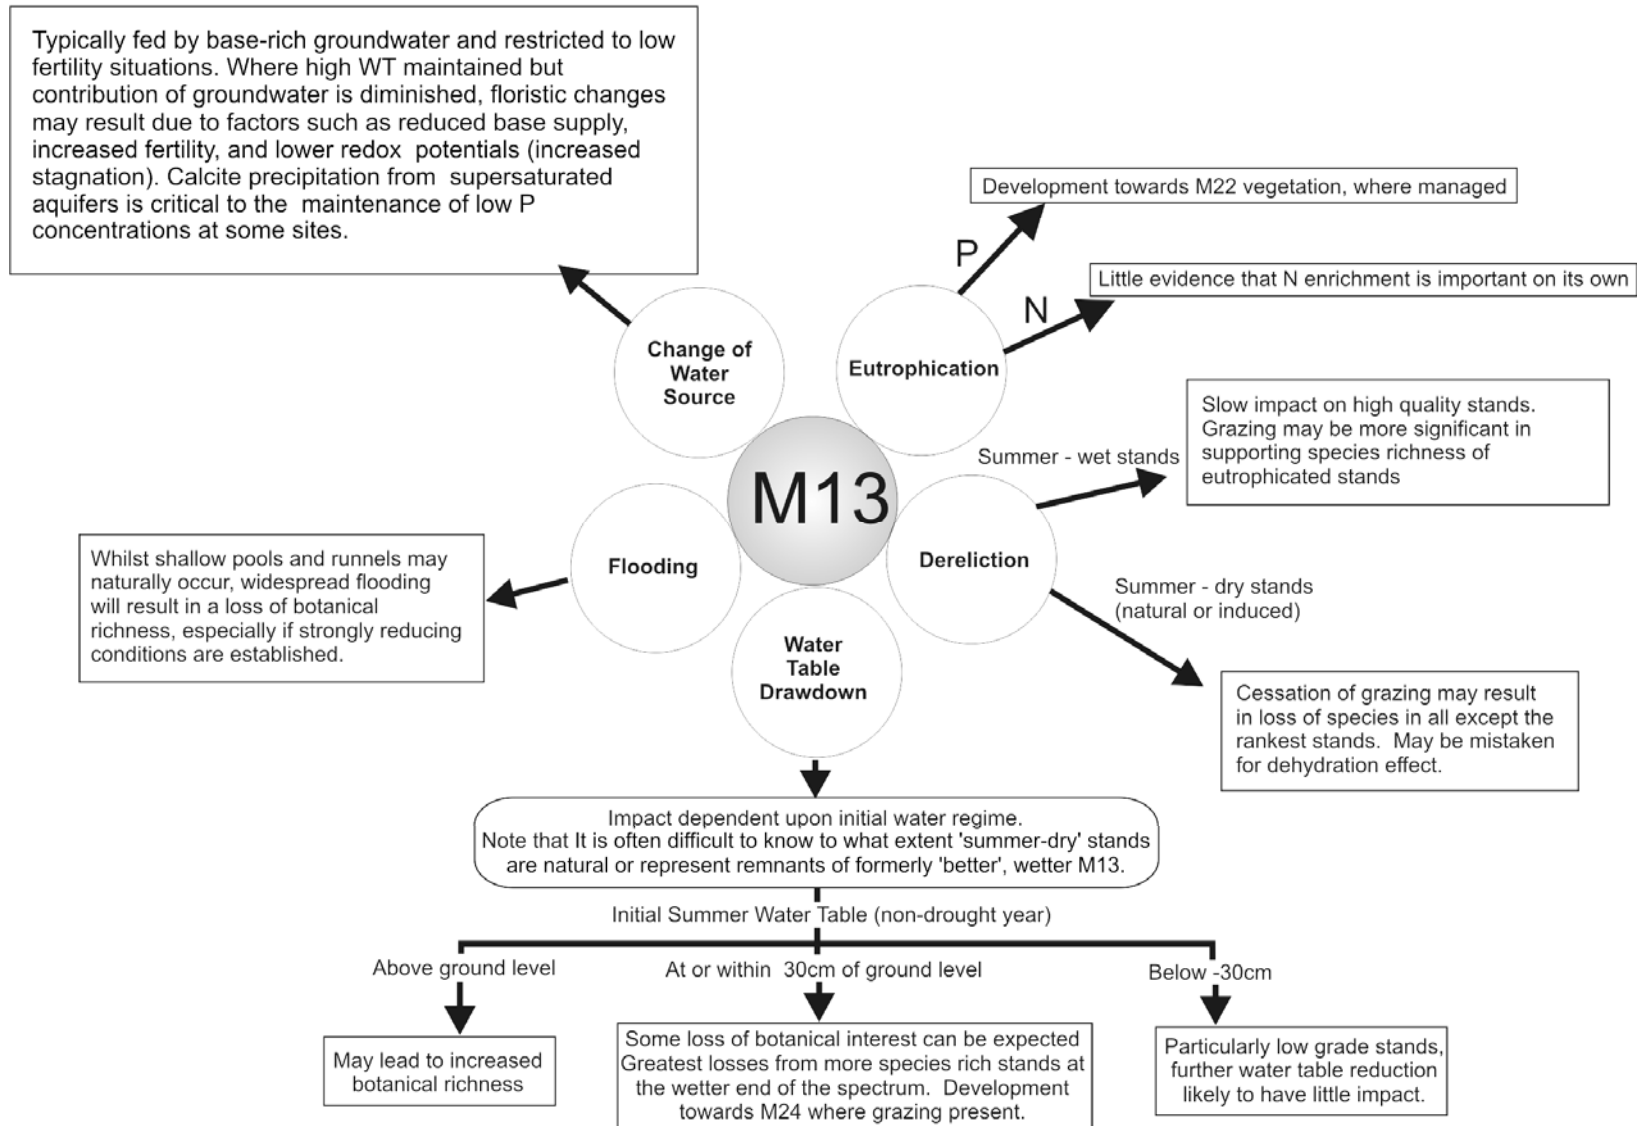 Typically fed by base-rich groundwater and restricted to low
fertility situations. Where high WT maintained but
contribution of groundwater is diminished, floristic changes
may result due to factors such as reduced base supply,
increased fertility, and lower redox potentials (increased
stagnation). Calcite precipitation from supersaturated
aquifers is critical to the maintenance of low P
concentrations at some sites.
Development towards M22 vegetation, where managed
P
Little evidence that N enrichment is important on its own
N
Change of
Water
Source
Eutrophication
Slow impact on high quality stands.
Grazing may be more significant in
supporting species richness of
eutrophicated stands
Summer - wet stands
M13
Flooding
Dereliction
Whilst shallow pools and runnels may
naturally occur, widespread flooding
will result in a loss of botanical
richness, especially if strongly reducing
conditions are established.
Summer - dry stands
(natural or induced)
Water
Table
Drawdown
Cessation of grazing may result
in loss of species in all except the
rankest stands. May be mistaken
for dehydration effect.
Impact dependent upon initial water regime.
Note that It is often difficult to know to what extent 'summer-dry' stands
are natural or represent remnants of formerly 'better', wetter M13.
Initial Summer Water Table (non-drought year)
Above ground level
At or within 30cm of ground level
Below -30cm
May lead to increased
botanical richness
Some loss of botanical interest can be expected
Greatest losses from more species rich stands at
the wetter end of the spectrum. Development
towards M24 where grazing present.
Particularly low grade stands,
further water table reduction
likely to have little impact.